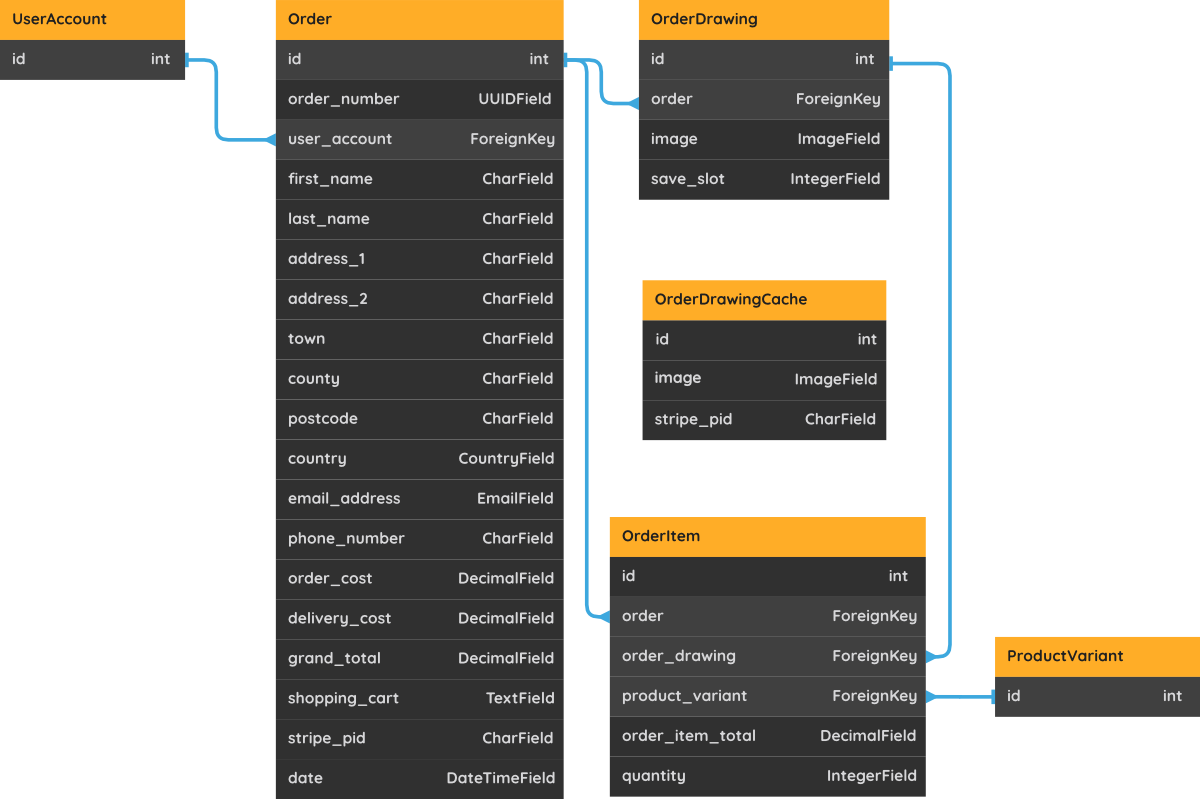 UserAccount
id int
Order
id int
order_number UUIDField
user_account ForeignKey
first_name CharField
last_name CharField
address_1 CharField
address_2 CharField
town CharField
county CharField
postcode CharField
country CountryField
email_address EmailField
phone_number CharField
order_cost DecimalField
delivery_cost DecimalField
grand_total DecimalField
shopping_cart TextField
stripe_pid CharField
date DateTimeField
OrderDrawing
id int
order ForeignKey
image ImageField
save_slot IntegerField
OrderDrawingCache
id int
image ImageField
stripe_pid CharField
OrderItem
id int
order ForeignKey
order_drawing ForeignKey
product_variant ForeignKey
order_item_total DecimalField
quantity IntegerField
ProductVariant
id int